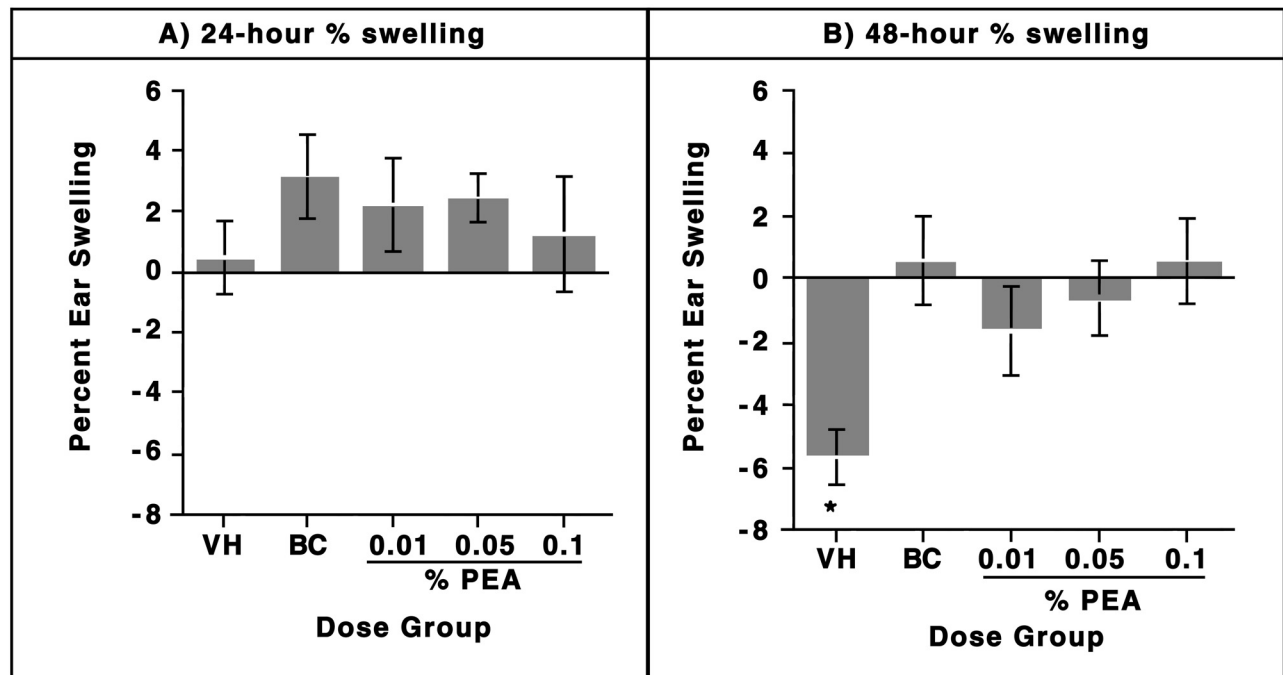 A) 24-hour % swelling
Percent Ear Swelling
6
4
2
0
-2
-4
-6
-8
VH BC 0.01 0.05 0.1
% PEA
Dose Group
B) 48-hour % swelling
Percent Ear Swelling
6
4
2
0
-2
-4
-6
-8
*
VH BC 0.01 0.05 0.1
% PEA
Dose Group